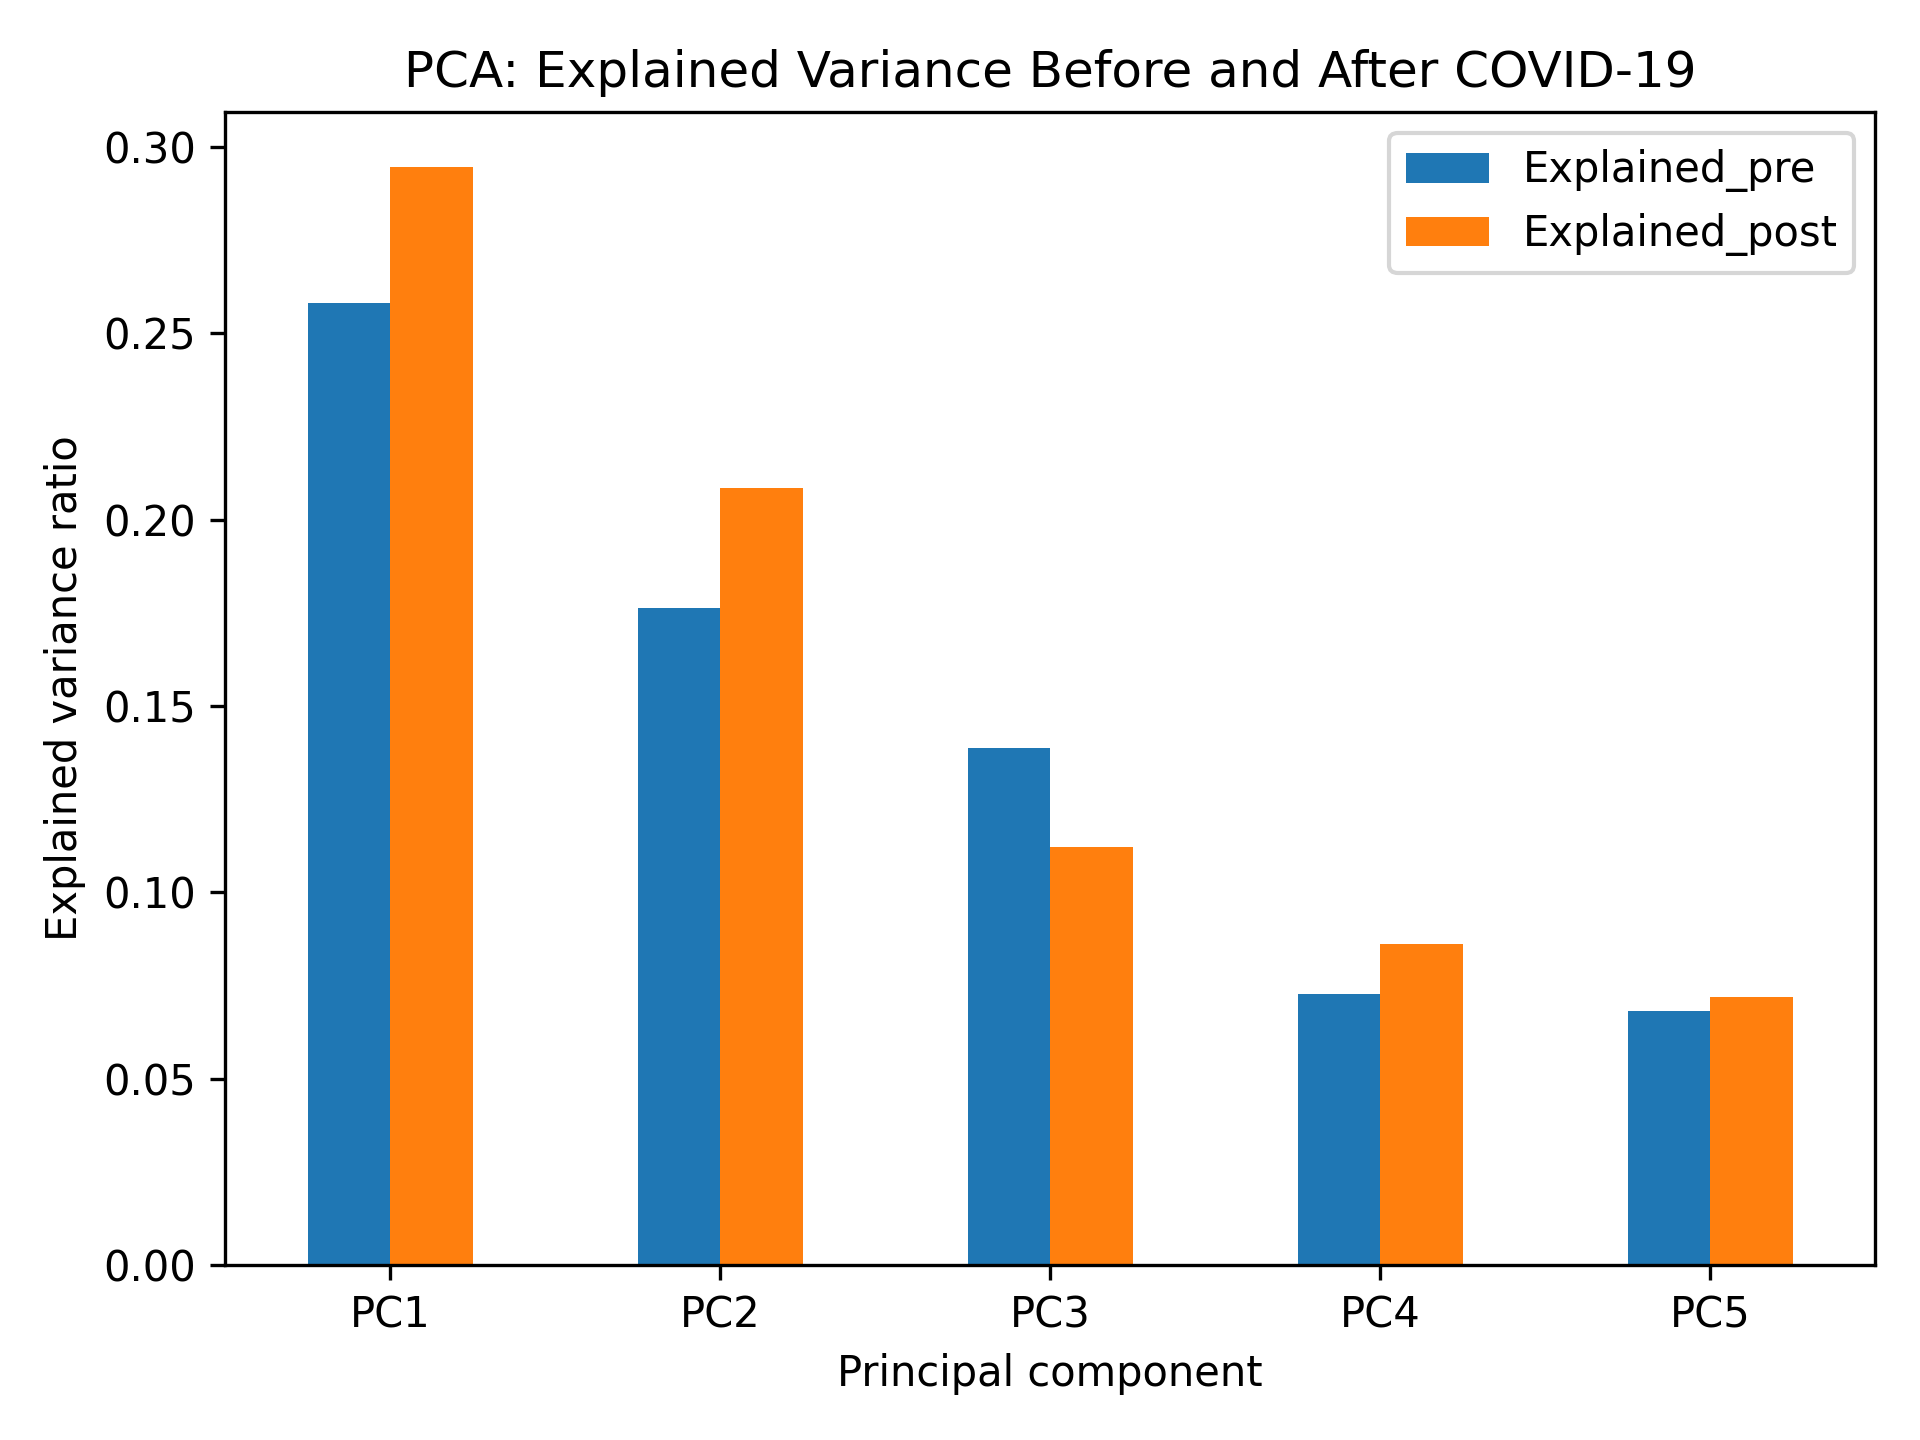 PCA: Explained Variance Before and After COVID-19
Explained_pre
Explained_post
Explained variance ratio
0.30
0.25
0.20
0.15
0.10
0.05
0.00
PC1 PC2 PC3 PC4 PC5
Principal component